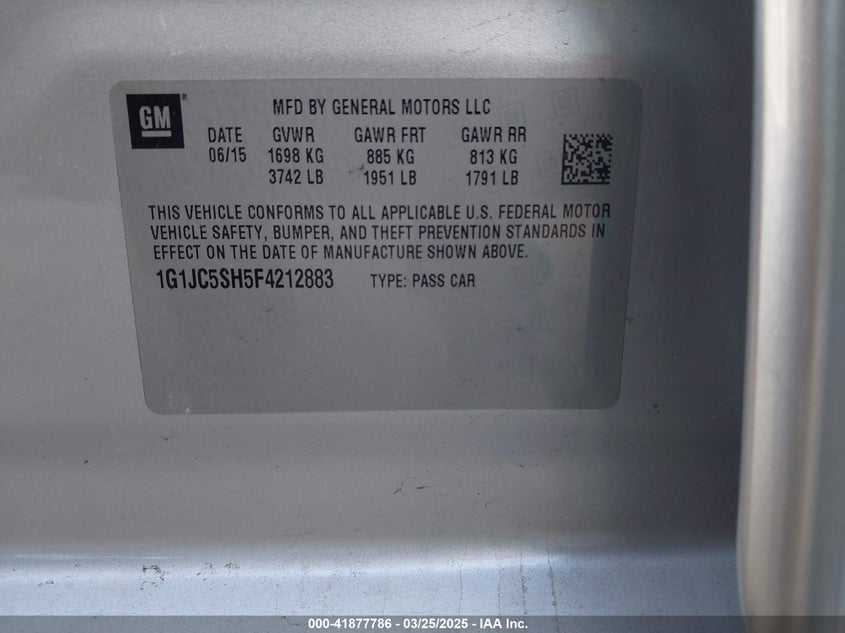 GM ®
MFD BY GENERAL MOTORS LLC
DATE GVWR GAWR FRT GAWR RR
06/15 1698 KG 885 KG 813 KG
3742 LB 1951 LB 1791 LB
THIS VEHICLE CONFORMS TO ALL APPLICABLE U.S. FEDERAL MOTOR
VEHICLE SAFETY, BUMPER, AND THEFT PREVENTION STANDARDS IN
EFFECT ON THE DATE OF MANUFACTURE SHOWN ABOVE.
1G1JC5SH5F4212883 TYPE: PASS CAR
000-41877786 - 03/25/2025 - IAA Inc.